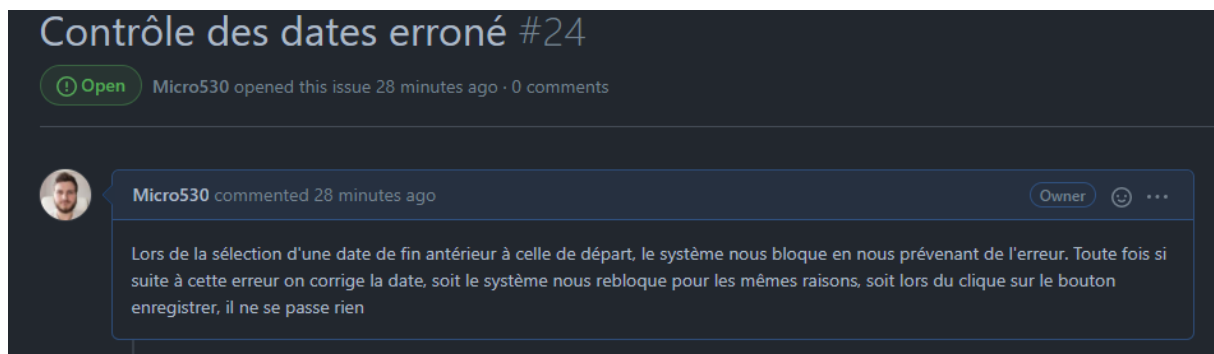 Contrôle des dates erroné #24
Open Micro530 opened this issue 28 minutes ago · 0 comments
Micro530 commented 28 minutes ago Owner
Lors de la sélection d'une date de fin antérieur à celle de départ, le système nous bloque en nous prévenant de l'erreur. Toute fois si
suite à cette erreur on corrige la date, soit le système nous rebloque pour les mêmes raisons, soit lors du clique sur le bouton
enregistrer, il ne se passe rien